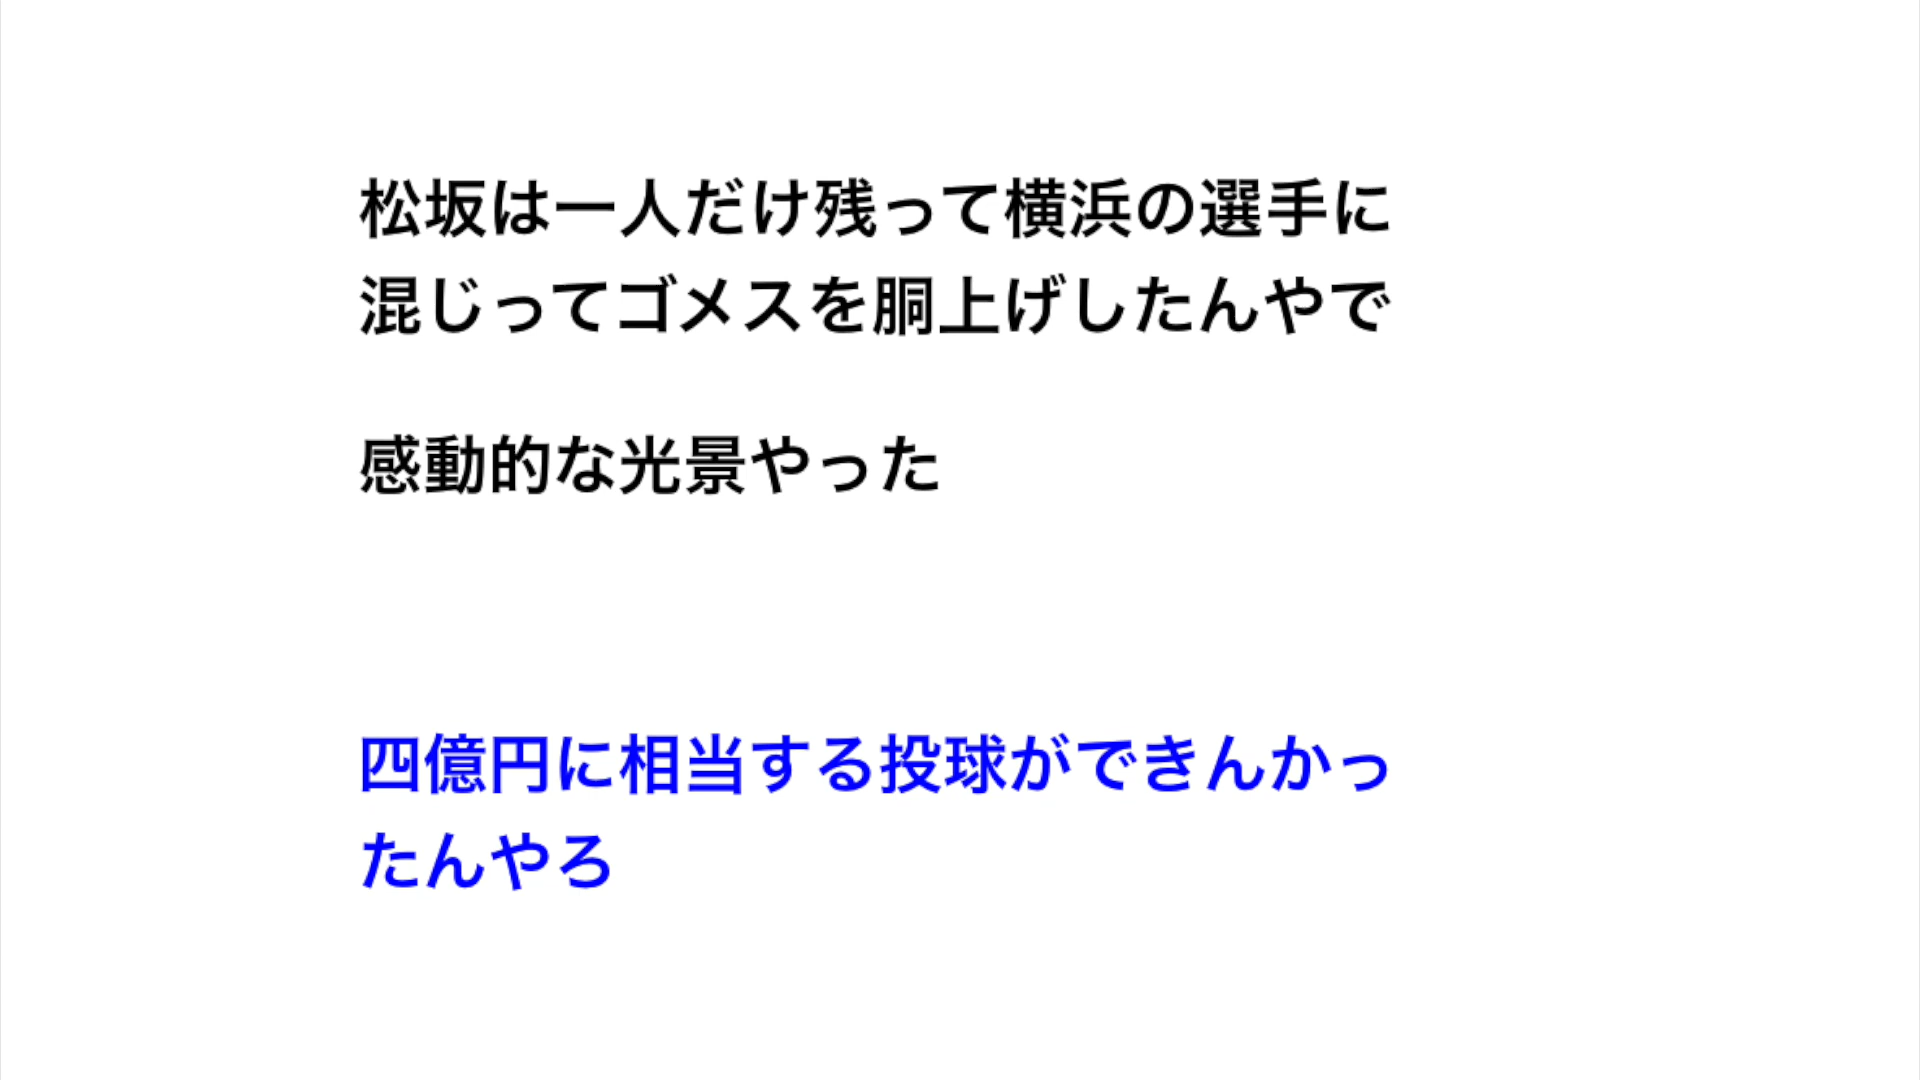 松坂は一人だけ残って横浜の選手に
混じってゴメスを胴上げしたんやで
感動的な光景やった
四億円に相当する投球ができんかっ
たんやろ